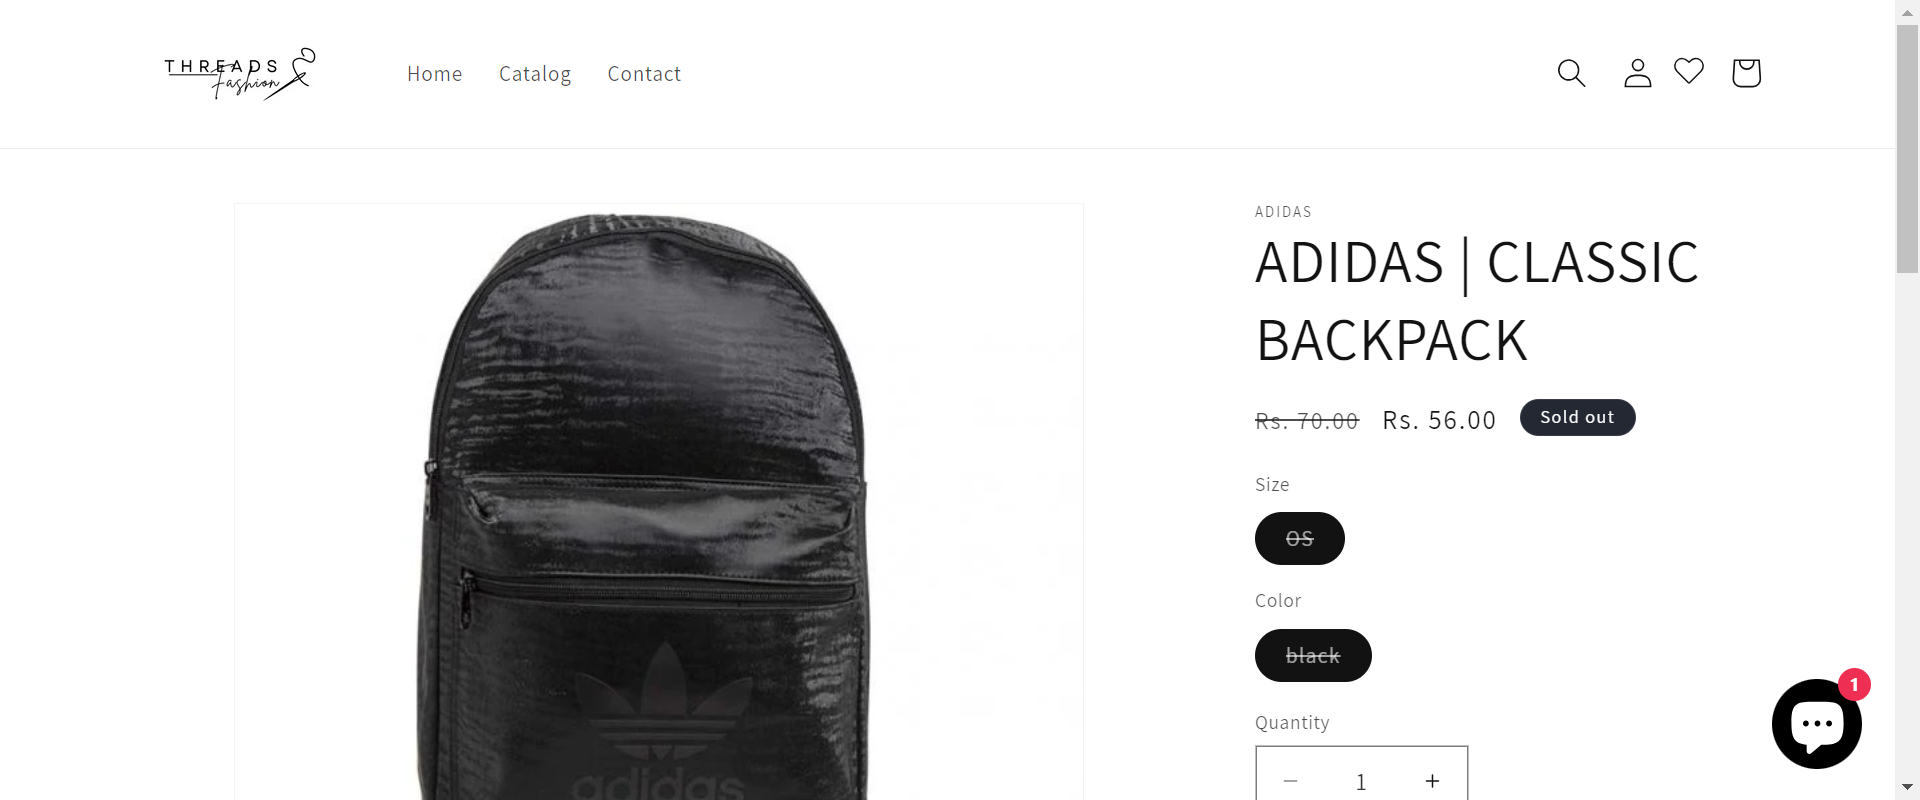 THREADS
Fashion
Home
Catalog
Contact
ADIDAS
ADIDAS | CLASSIC
BACKPACK
Rs. 70.00 Rs. 56.00 Sold out
Size
OS
Color
black
Quantity
1
1
adidas